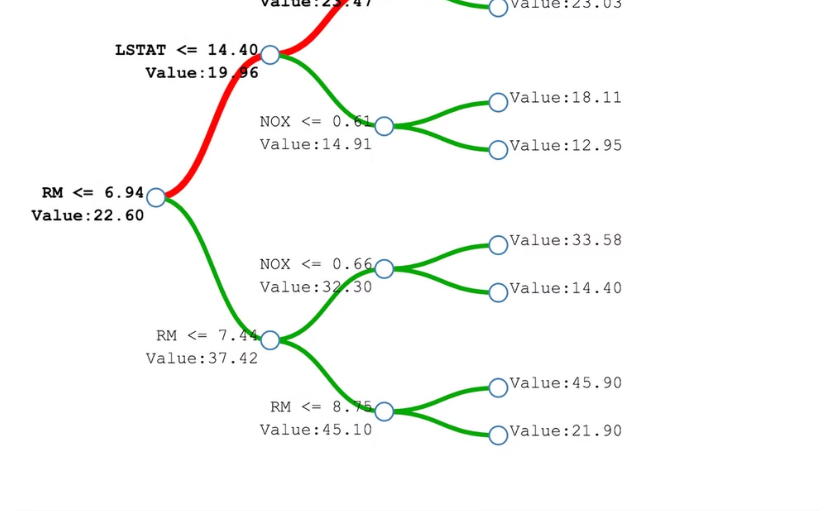 Value:23.47
Value:23.03
LSTAT <= 14.40
Value:19.96
NOX <= 0.61
Value:14.91
Value:18.11
Value:12.95
RM <= 6.94
Value:22.60
NOX <= 0.66
Value:32.30
Value:33.58
Value:14.40
RM <= 7.44
Value:37.42
RM <= 8.75
Value:45.10
Value:45.90
Value:21.90